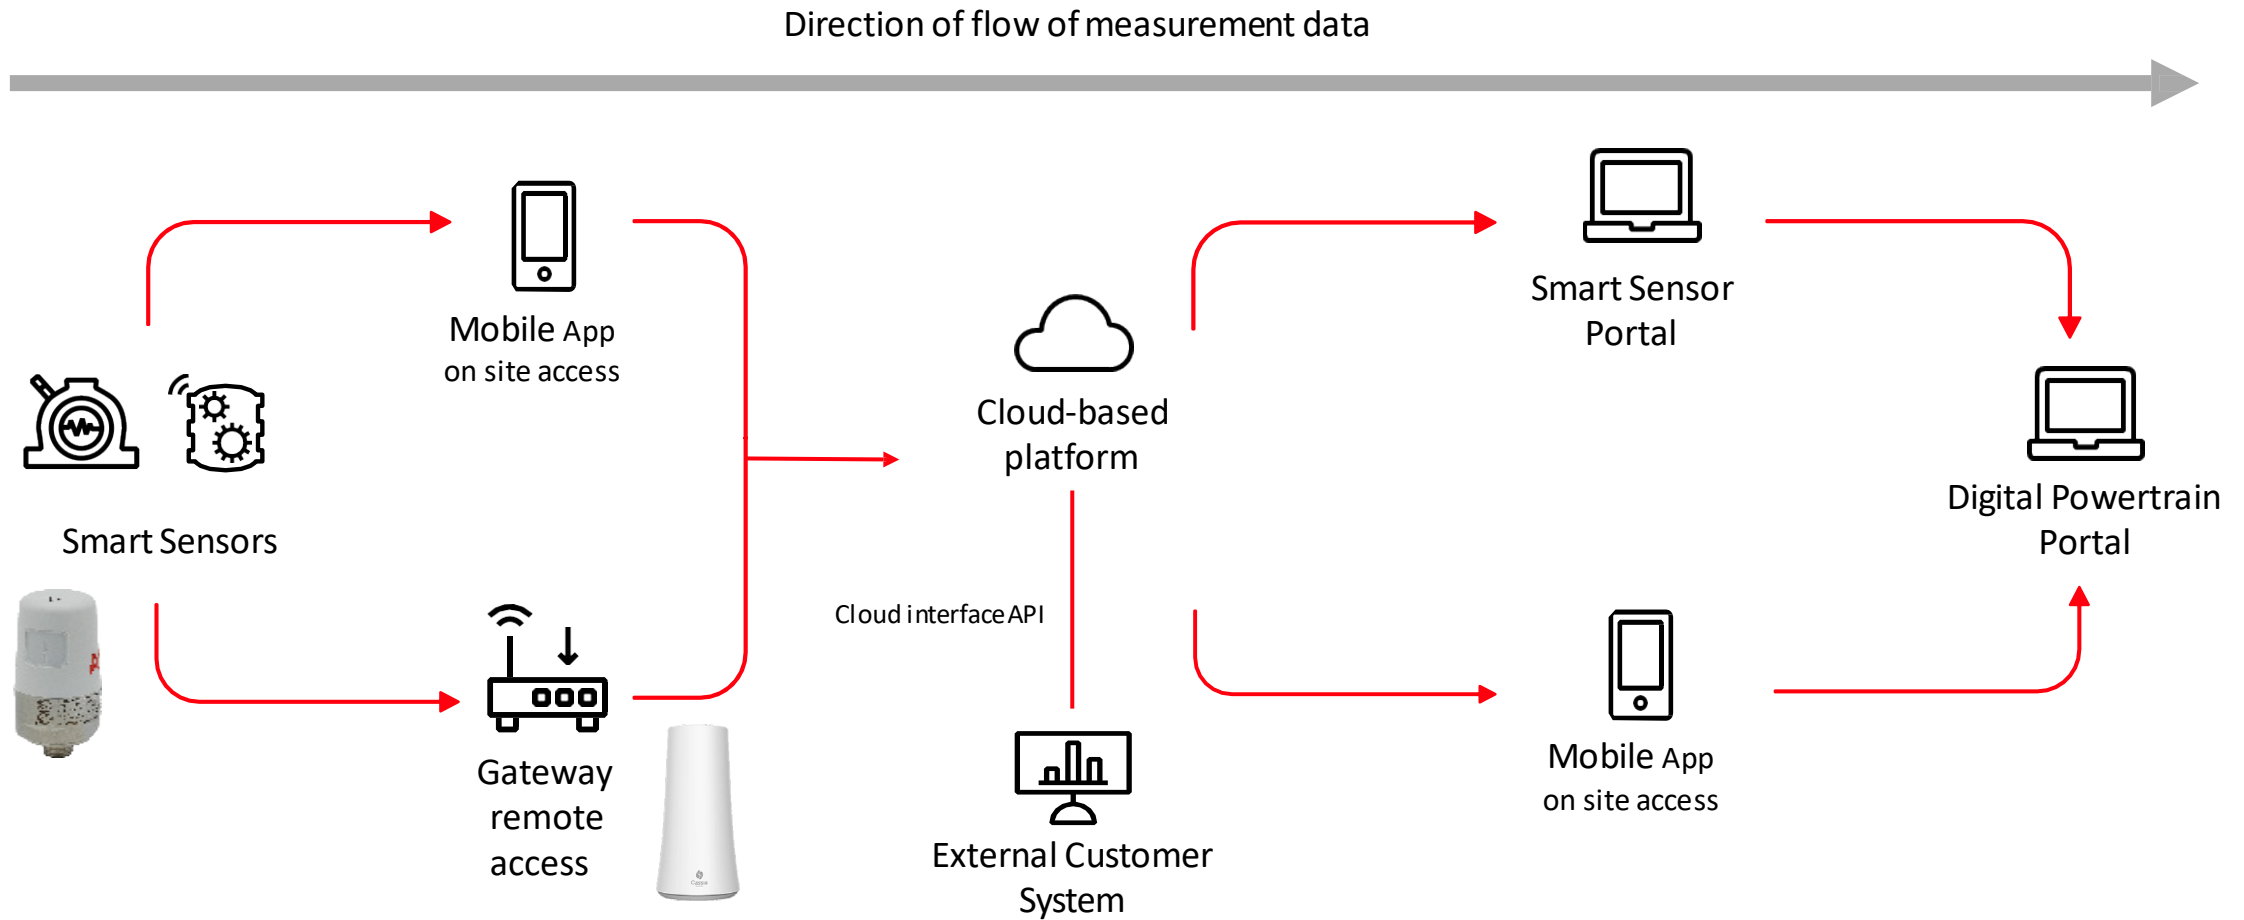 Direction of flow of measurement data
Mobile App
on site access
Smart Sensors
Gateway
remote
access
Cloud-based
platform
Cloud interface API
External Customer
System
Smart Sensor
Portal
Mobile App
on site access
Digital Powertrain
Portal